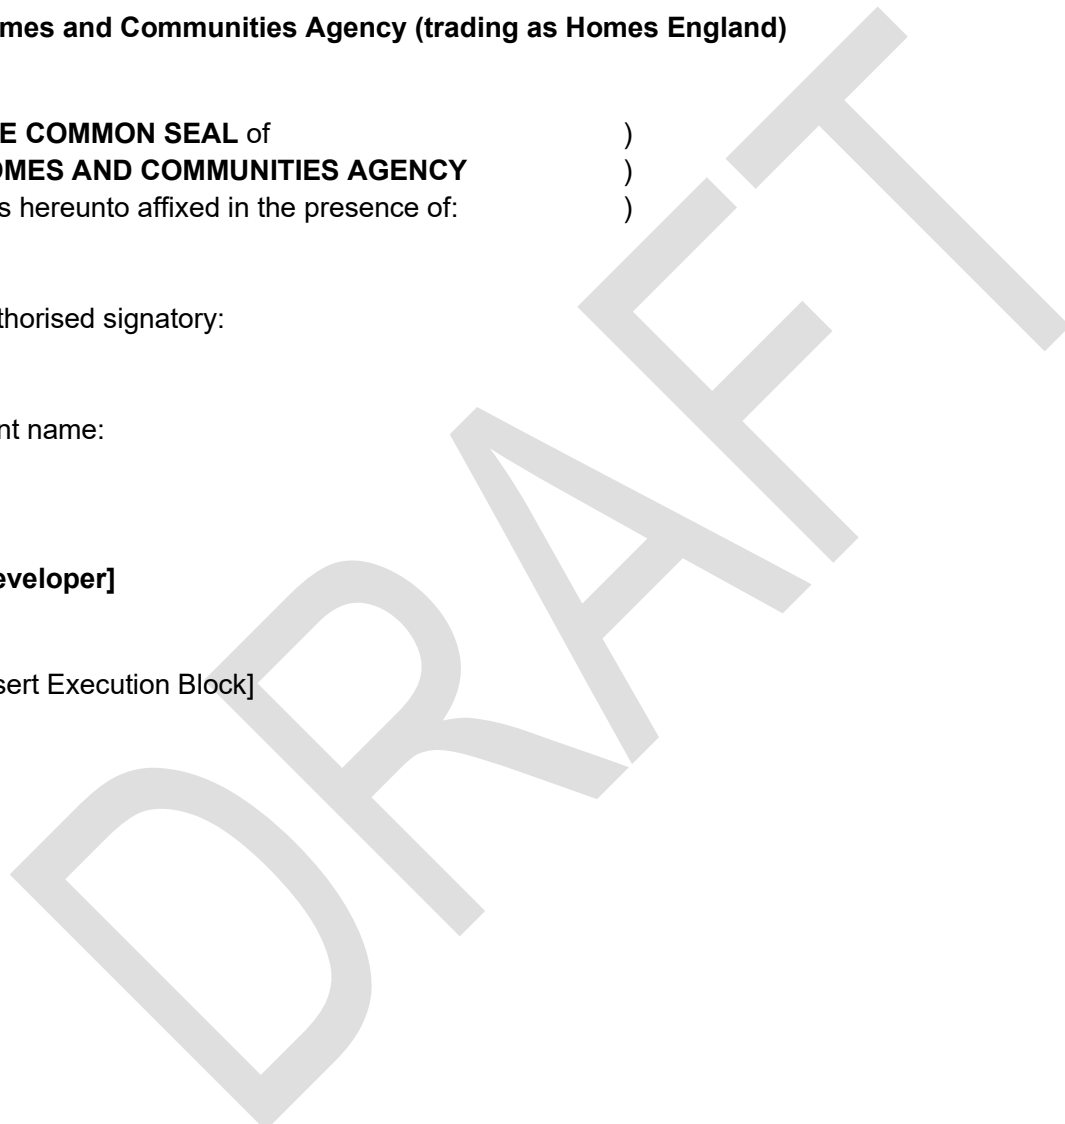 mes and Communities Agency (trading as Homes England)
E COMMON SEAL of )
OMES AND COMMUNITIES AGENCY )
s hereunto affixed in the presence of: )
thorised signatory:
nt name:
eveloper]
sert Execution Block]
DRAFT